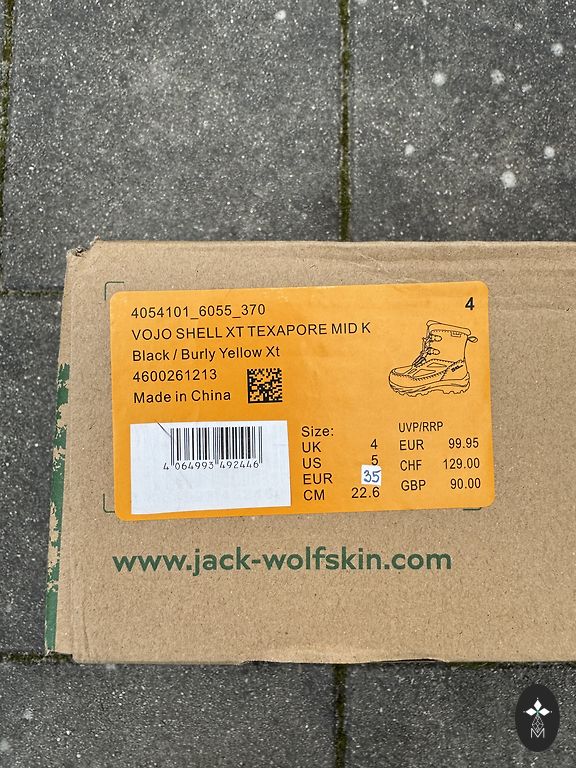 4054101_6055_370
4
VOJO SHELL XT TEXAPORE MID K
Black / Burly Yellow Xt
4600261213
Made in China
4 064993 492446
Size:
UK 4
US 5
EUR 35
CM 22.6
UVP/RRP
EUR 99.95
CHF 129.00
GBP 90.00
www.jack-wolfskin.com
M